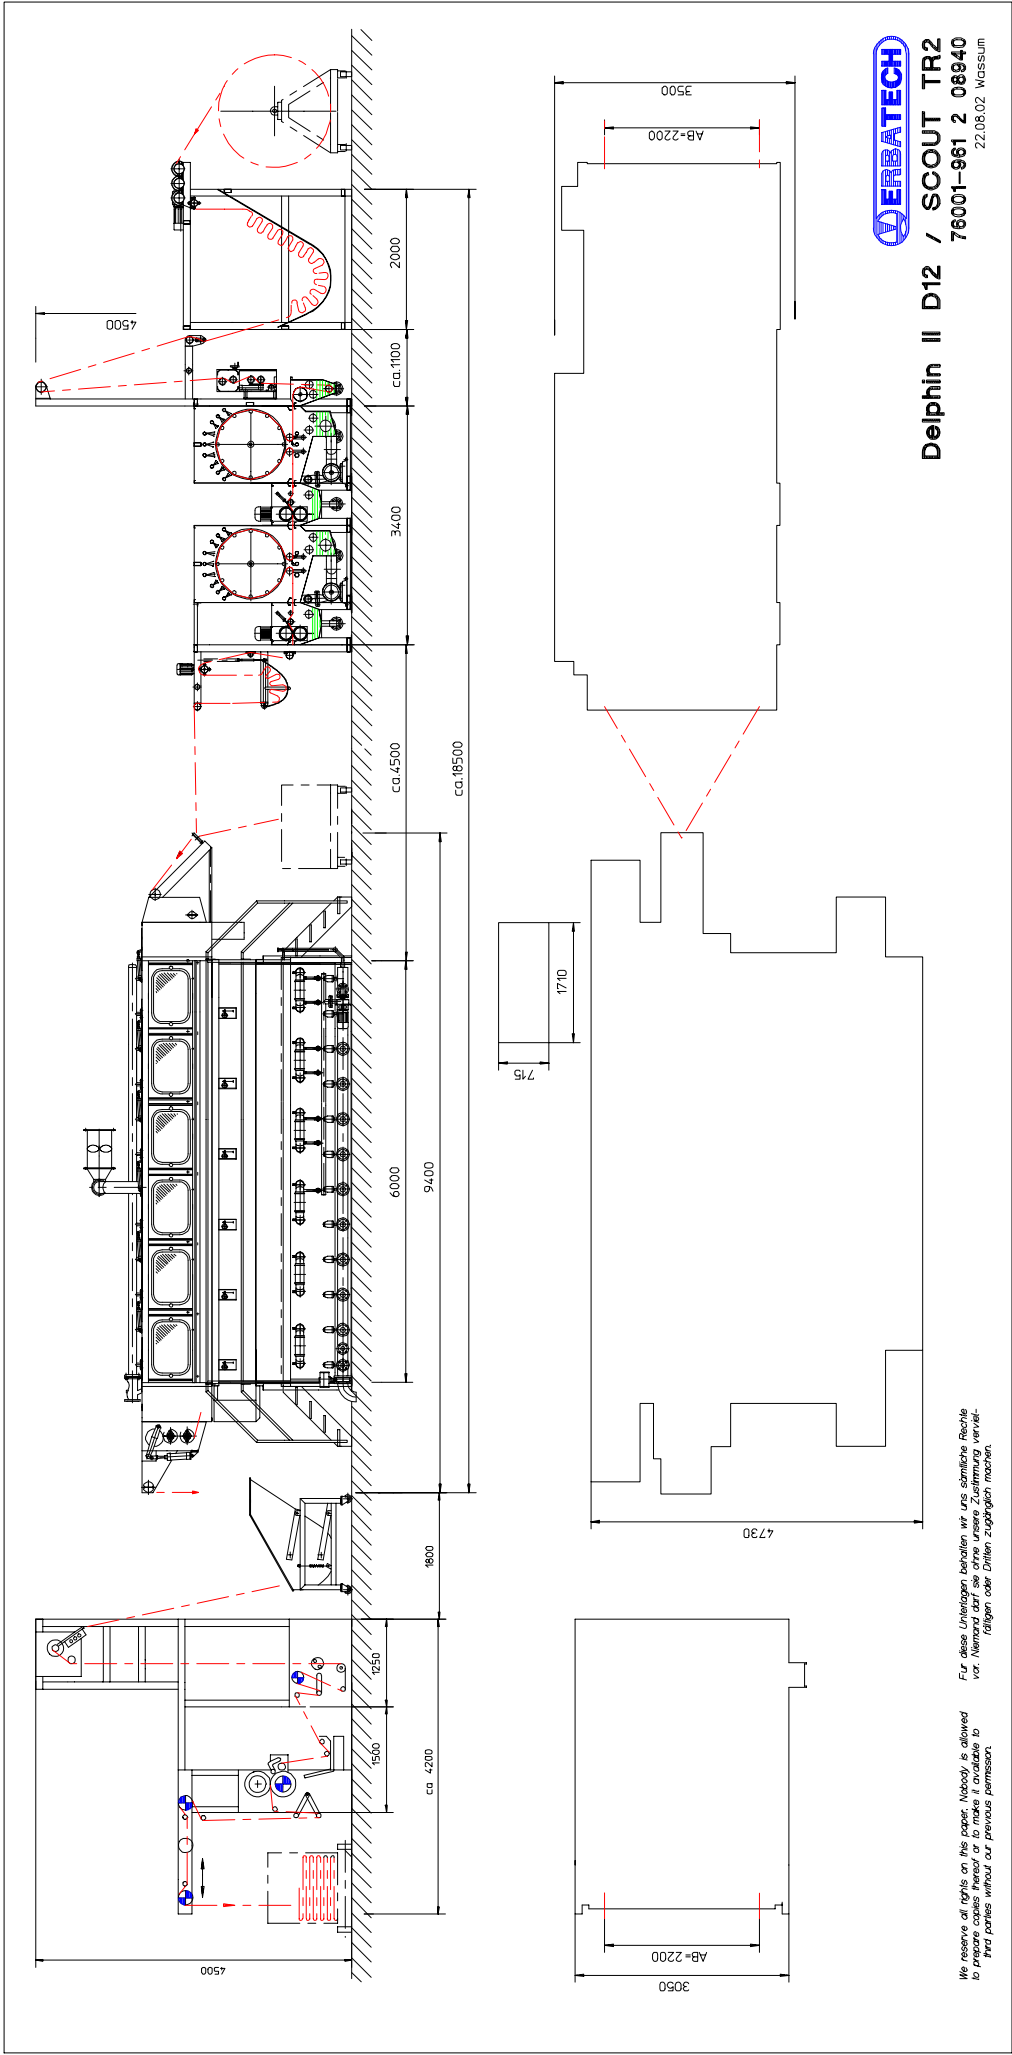 ERBATECH
Delphin III D12 / SCOUT TR2
76001-961 2 08940
22.08.02 Wassum
4500
2000
ca.1100
3400
ca.4500
ca.18500
6000
9400
1800
1250
1500
ca 4200
4500
3500
AB=2200
1710
715
4730
AB=2200
3050
Für diese Unterlagen behalten wir uns sämtliche Rechte
vor. Niemand darf sie ohne unsere Zustimmung verviel-
fältigen oder Dritten zugänglich machen.
We reserve all rights on this paper. Nobody is allowed
to prepare copies thereof or to make it available to
third parties without our previous permission.